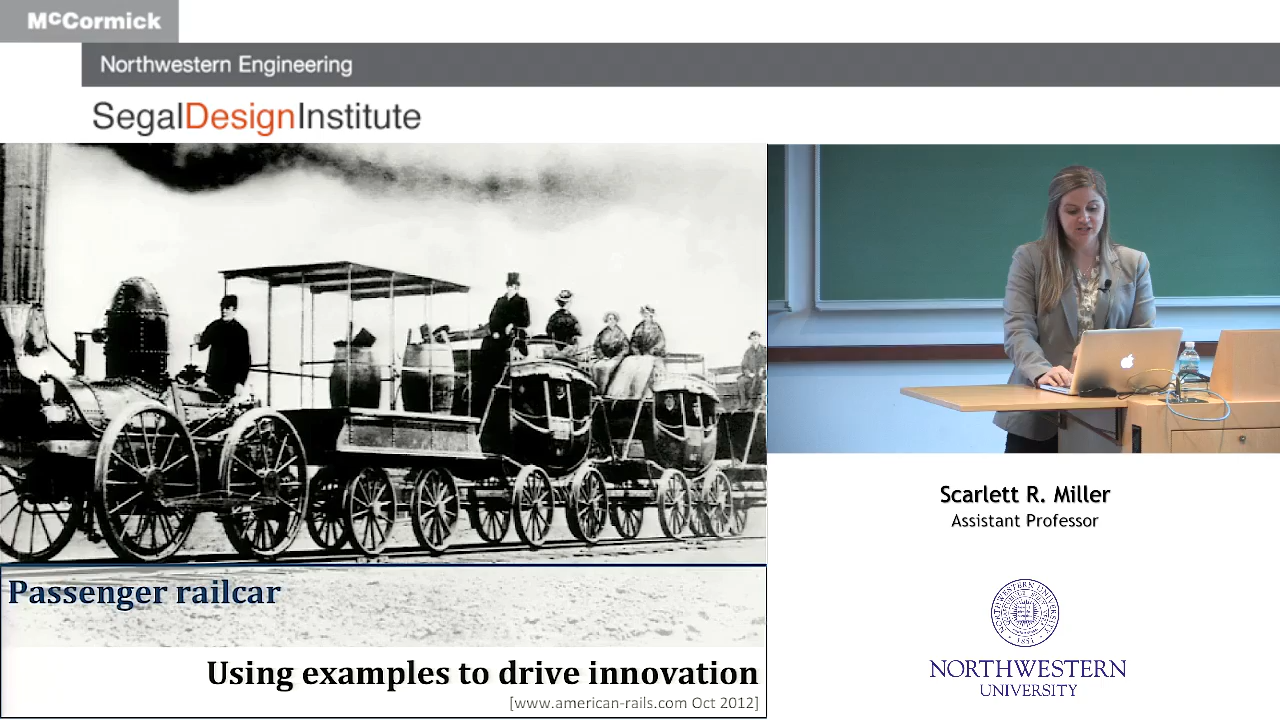 McCormick
Northwestern Engineering
SegalDesignInstitute
Passenger railcar
Using examples to drive innovation
[www.american-rails.com Oct 2012]
Scarlett R. Miller
Assistant Professor
NORTHWESTERN
UNIVERSITY